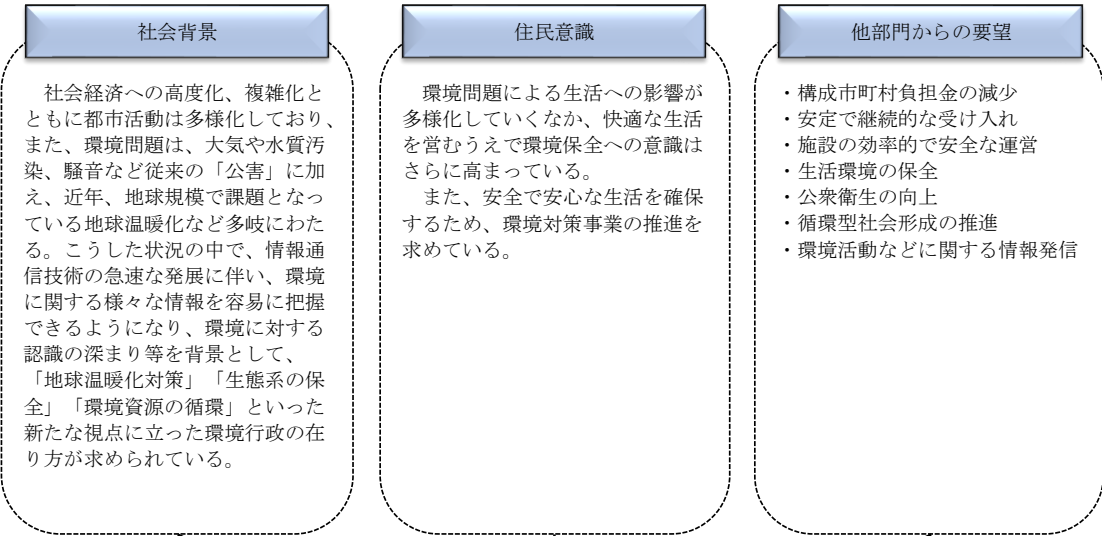 社会背景
　社会経済への高度化、複雑化と
ともに都市活動は多様化しており、
また、環境問題は、大気や水質汚
染、騒音など従来の「公害」に加
え、近年、地球規模で課題となっ
ている地球温暖化など多岐にわた
る。こうした状況の中で、情報通
信技術の急速な発展に伴い、環境
に関する様々な情報を容易に把握
できるようになり、環境に対する
認識の深まり等を背景として、
「地球温暖化対策」「生態系の保
全」「環境資源の循環」といった
新たな視点に立った環境行政の在
り方が求められている。
住民意識
　環境問題による生活への影響が
多様化していくなか、快適な生活
を営むうえで環境保全への意識は
さらに高まっている。
　また、安全で安心な生活を確保
するため、環境対策事業の推進を
求めている。
他部門からの要望
・構成市町村負担金の減少
・安定で継続的な受け入れ
・施設の効率的で安全な運営
・生活環境の保全
・公衆衛生の向上
・循環型社会形成の推進
・環境活動などに関する情報発信